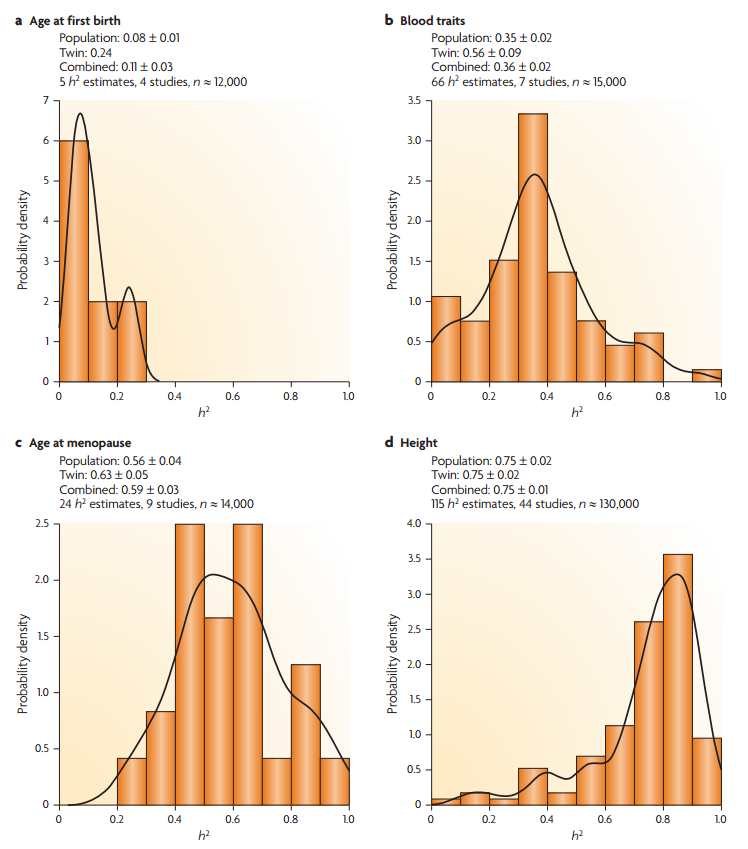 a Age at first birth
Population: 0.08 ± 0.01
Twin: 0.24
Combined: 0.11 ± 0.03
5 h² estimates, 4 studies, n ≈ 12,000
7
6
5
4
3
2
1
0
Probability density
0 0.2 0.4 0.6 0.8 1.0
h²
b Blood traits
Population: 0.35 ± 0.02
Twin: 0.56 ± 0.09
Combined: 0.36 ± 0.02
66 h² estimates, 7 studies, n ≈ 15,000
3.5
3.0
2.5
2.0
1.5
1.0
0.5
0
Probability density
0 0.2 0.4 0.6 0.8 1.0
h²
c Age at menopause
Population: 0.56 ± 0.04
Twin: 0.63 ± 0.05
Combined: 0.59 ± 0.03
24 h² estimates, 9 studies, n ≈ 14,000
2.5
2.0
1.5
1.0
0.5
0
Probability density
0 0.2 0.4 0.6 0.8 1.0
h²
d Height
Population: 0.75 ± 0.02
Twin: 0.75 ± 0.02
Combined: 0.75 ± 0.01
115 h² estimates, 44 studies, n ≈ 130,000
4.0
3.5
3.0
2.5
2.0
1.5
1.0
0.5
0
Probability density
0 0.2 0.4 0.6 0.8 1.0
h²